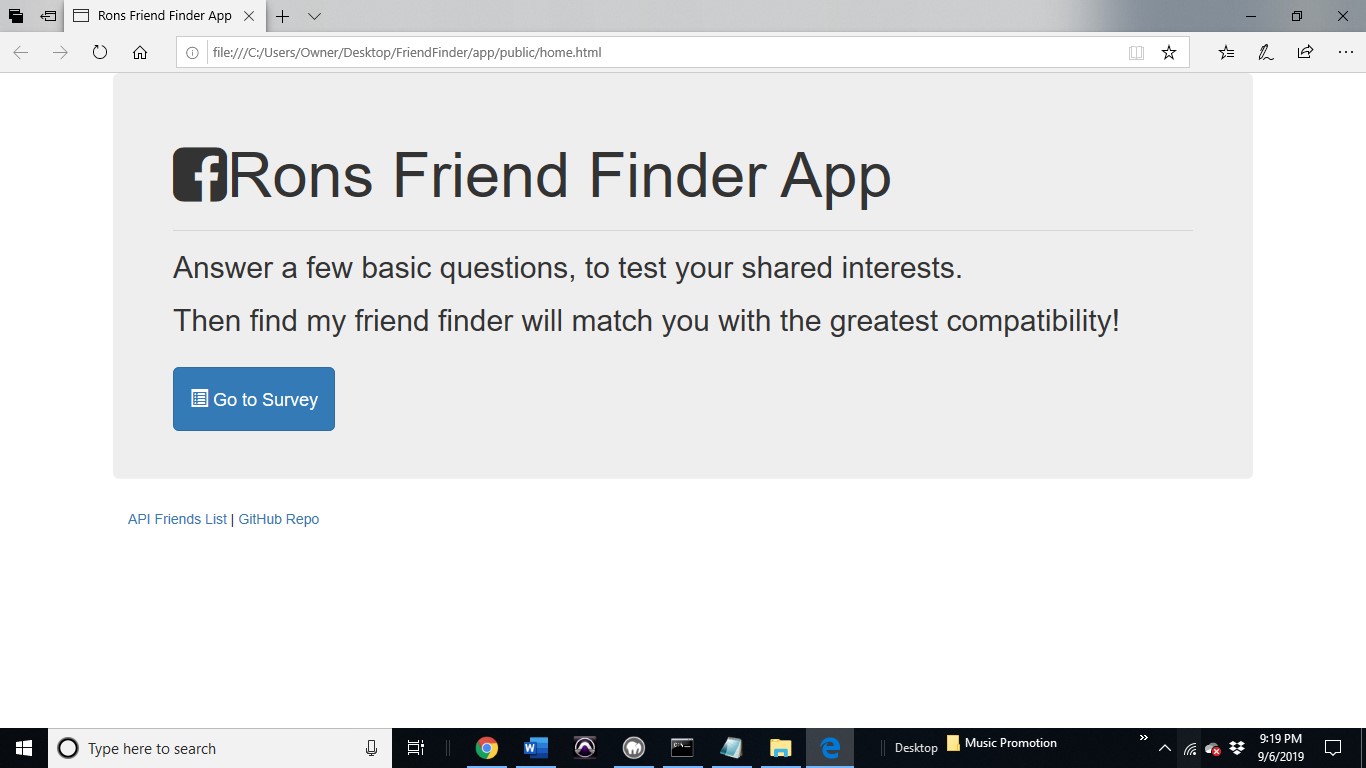 Rons Friend Finder App
file:///C:/Users/Owner/Desktop/FriendFinder/app/public/home.html
Rons Friend Finder App
Answer a few basic questions, to test your shared interests.
Then find my friend finder will match you with the greatest compatibility!
Go to Survey
API Friends List | GitHub Repo
Type here to search
Desktop
Music Promotion
9:19 PM
9/6/2019